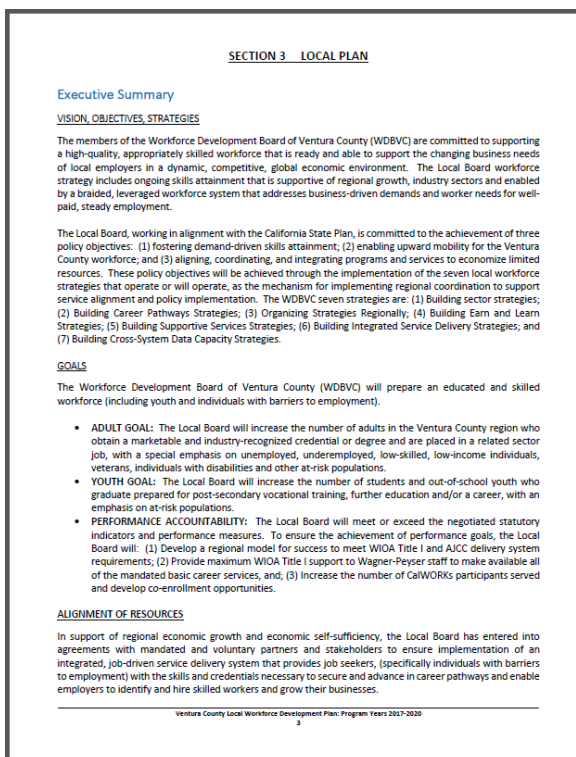 SECTION 3 LOCAL PLAN
Executive Summary
VISION, OBJECTIVES, STRATEGIES
The members of the Workforce Development Board of Ventura County (WDBVC) are committed to supporting
a high-quality, appropriately skilled workforce that is ready and able to support the changing business needs
of local employers in a dynamic, competitive, global economic environment. The Local Board workforce
strategy includes ongoing skills attainment that is supportive of regional growth, industry sectors and enabled
by a braided, leveraged workforce system that addresses business-driven demands and worker needs for well-
paid, steady employment.
The Local Board, working in alignment with the California State Plan, is committed to the achievement of three
policy objectives: (1) fostering demand-driven skills attainment; (2) enabling upward mobility for the Ventura
County workforce; and (3) aligning, coordinating, and integrating programs and services to economize limited
resources. These policy objectives will be achieved through the implementation of the seven local workforce
strategies that operate or will operate, as the mechanism for implementing regional coordination to support
service alignment and policy implementation. The WDBVC seven strategies are: (1) Building sector strategies;
(2) Building Career Pathways Strategies; (3) Organizing Strategies Regionally; (4) Building Earn and Learn
Strategies; (5) Building Supportive Services Strategies; (6) Building Integrated Service Delivery Strategies; and
(7) Building Cross-System Data Capacity Strategies.
GOALS
The Workforce Development Board of Ventura County (WDBVC) will prepare an educated and skilled
workforce (including youth and individuals with barriers to employment).
• ADULT GOAL: The Local Board will increase the number of adults in the Ventura County region who
obtain a marketable and industry-recognized credential or degree and are placed in a related sector
job, with a special emphasis on unemployed, underemployed, low-skilled, low-income individuals,
veterans, individuals with disabilities and other at-risk populations.
• YOUTH GOAL: The Local Board will increase the number of students and out-of-school youth who
graduate prepared for post-secondary vocational training, further education and/or a career, with an
emphasis on at-risk populations.
• PERFORMANCE ACCOUNTABILITY: The Local Board will meet or exceed the negotiated statutory
indicators and performance measures. To ensure the achievement of performance goals, the Local
Board will: (1) Develop a regional model for success to meet WIOA Title I and AJCC delivery system
requirements; (2) Provide maximum WIOA Title I support to Wagner-Peyser staff to make available all
of the mandated basic career services, and; (3) Increase the number of CalWORKs participants served
and develop co-enrollment opportunities.
ALIGNMENT OF RESOURCES
In support of regional economic growth and economic self-sufficiency, the Local Board has entered into
agreements with mandated and voluntary partners and stakeholders to ensure implementation of an
integrated, job-driven service delivery system that provides job seekers, (specifically individuals with barriers
to employment) with the skills and credentials necessary to secure and advance in career pathways and enable
employers to identify and hire skilled workers and grow their businesses.
Ventura County Local Workforce Development Plan: Program Years 2017-2020
3